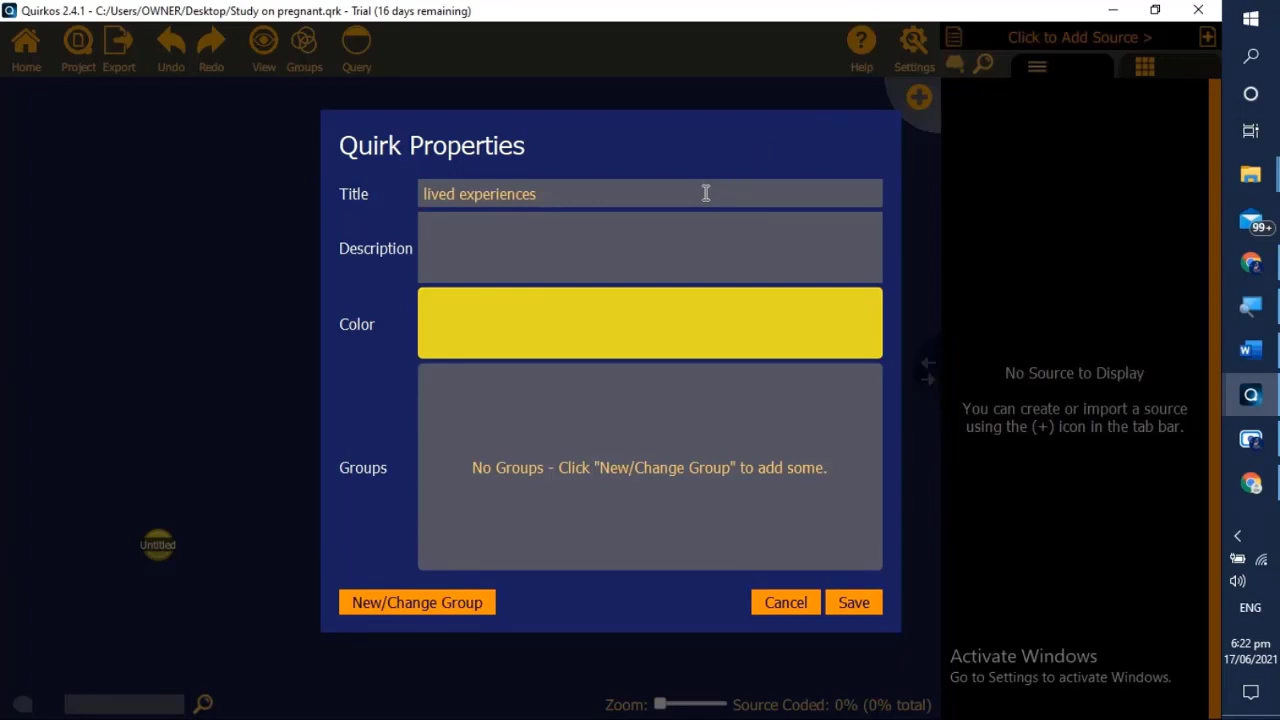 Quirkos 2.4.1 - C:/Users/OWNER/Desktop/Study on pregnant.qrk - Trial (16 days remaining)
Home
Project
Export
Undo
Redo
View
Groups
Query
Help
Settings
Click to Add Source >
Quirk Properties
Title
lived experiences
Description
Color
Groups
No Groups - Click "New/Change Group" to add some.
New/Change Group
Cancel
Save
Untitled
No Source to Display
You can create or import a source
using the (+) icon in the tab bar.
Activate Windows
Go to Settings to activate Windows.
Zoom:
Source Coded: 0% (0% total)
99+
ENG
6:22 pm
17/06/2021